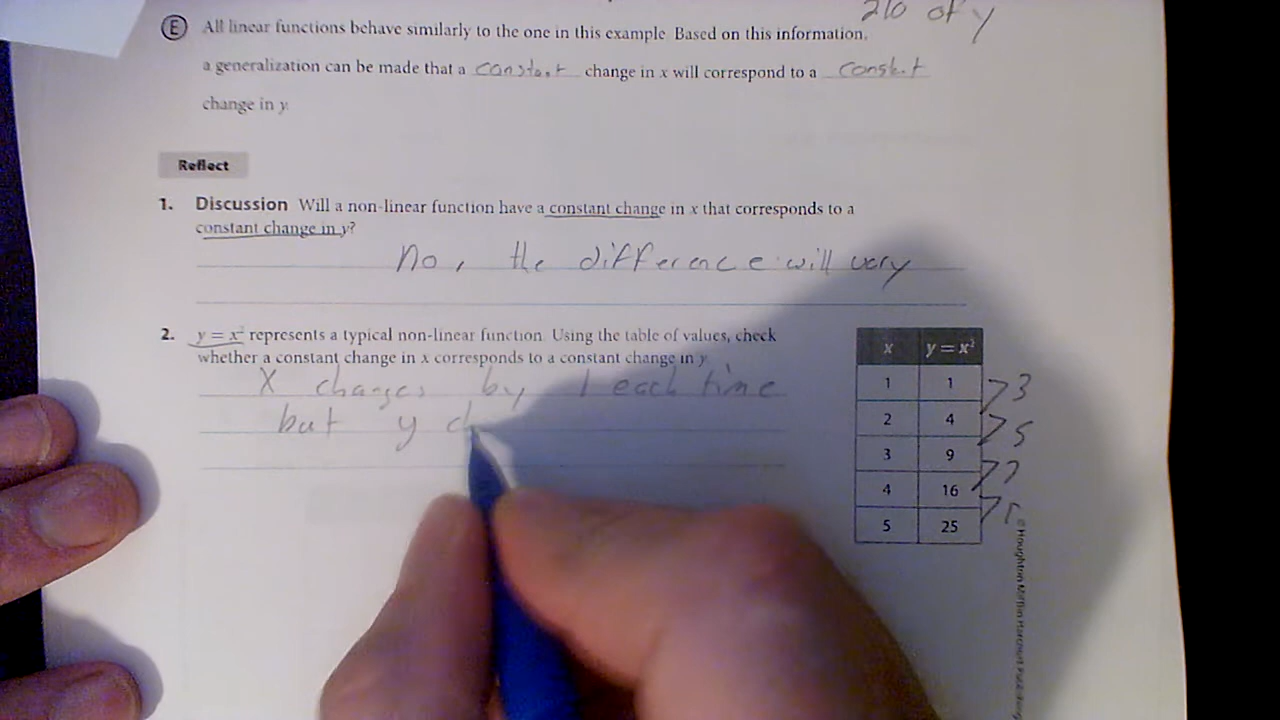 210 of y
E All linear functions behave similarly to the one in this example. Based on this information,
a generalization can be made that a constant change in x will correspond to a constant
change in y.
Reflect
1. Discussion Will a non-linear function have a constant change in x that corresponds to a
constant change in y?
No, the difference will vary
2. y = x² represents a typical non-linear function. Using the table of values, check
whether a constant change in x corresponds to a constant change in y
X changes by 1 each time
but y d
x y = x²
1 1
3
2 4
5
3 9
7
4 16
5 25
© Houghton Mifflin Harcourt